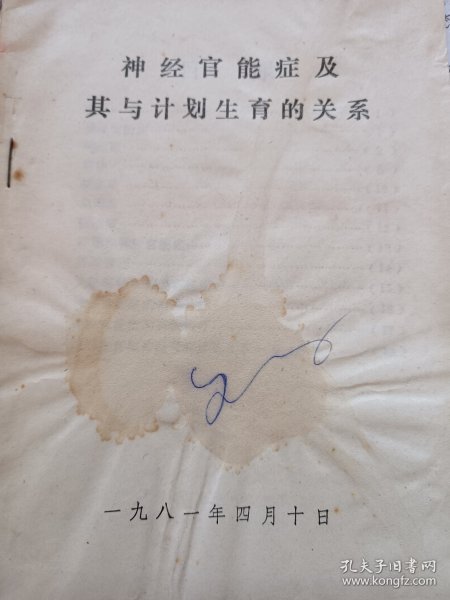 神经官能症及
其与计划生育的关系
一九八一年四月十日
孔夫子旧书网
www.kongfz.com